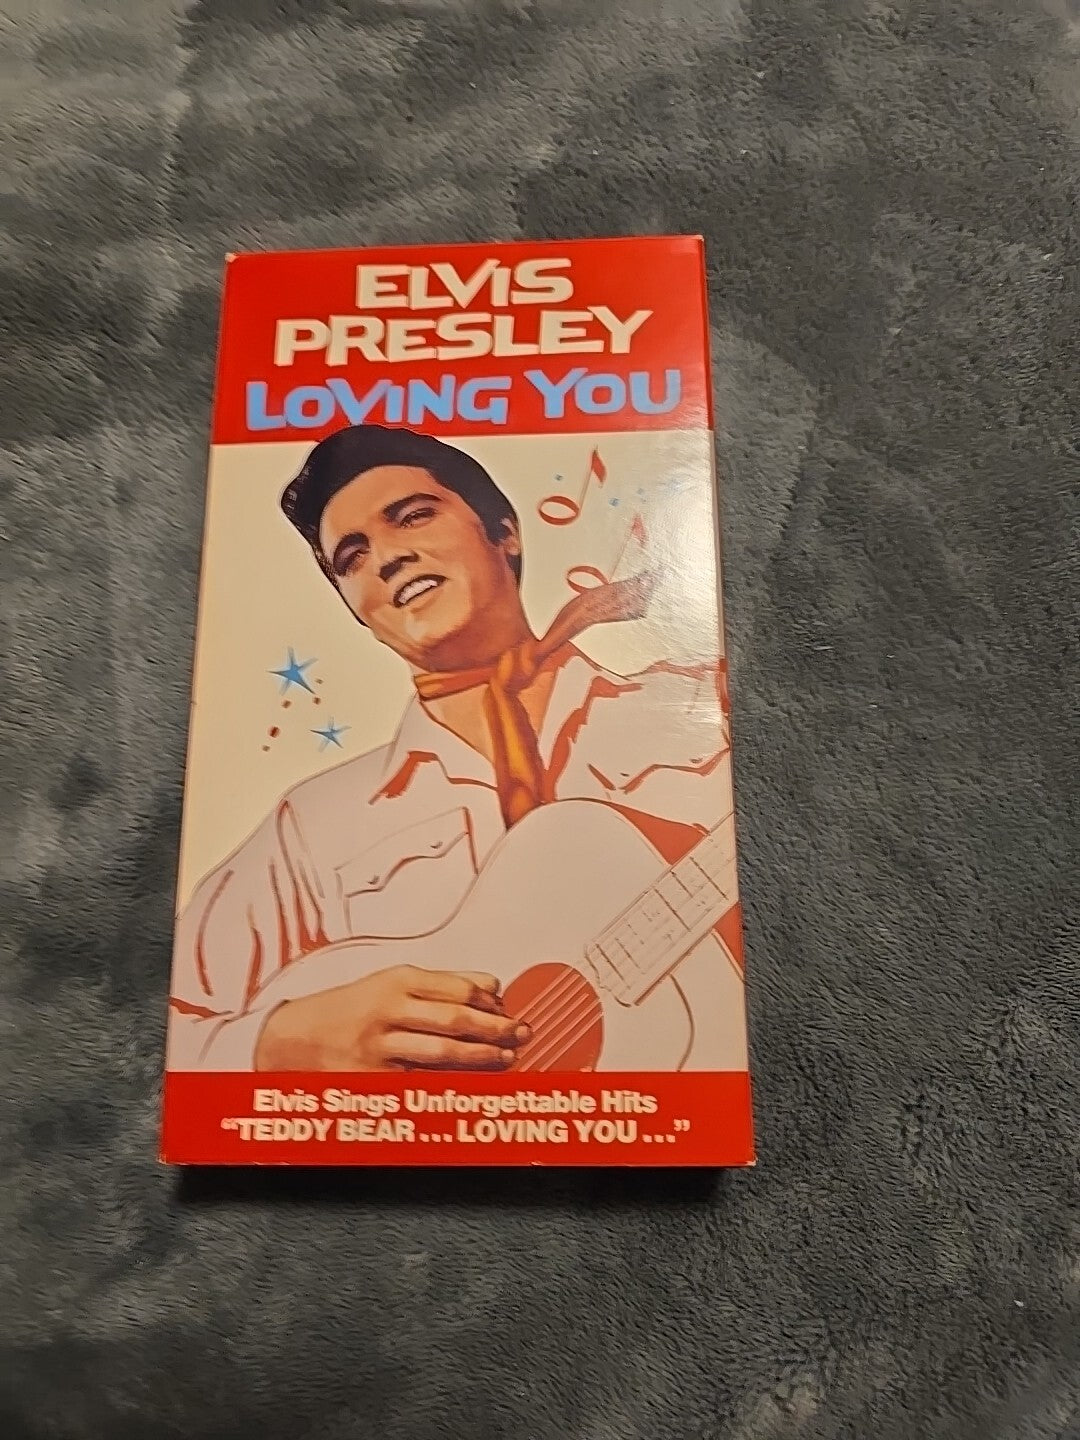 ELVIS
PRESLEY
LOVING YOU
Elvis Sings Unforgettable Hits
“TEDDY BEAR... LOVING YOU...”